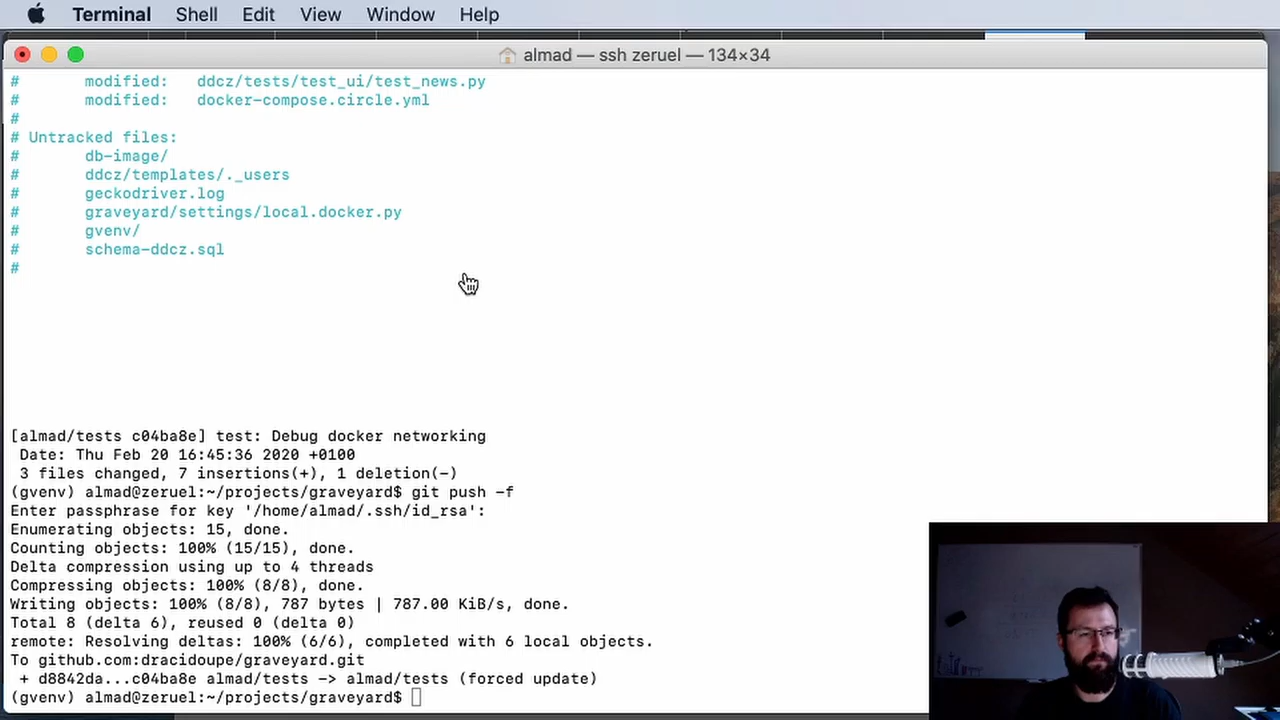 Terminal Shell Edit View Window Help
almad — ssh zeruel — 134×34
# modified: ddcz/tests/test_ui/test_news.py
# modified: docker-compose.circle.yml
#
# Untracked files:
# db-image/
# ddcz/templates/._users
# geckodriver.log
# graveyard/settings/local.docker.py
# gvenv/
# schema-ddcz.sql
#
[almad/tests c04ba8e] test: Debug docker networking
Date: Thu Feb 20 16:45:36 2020 +0100
3 files changed, 7 insertions(+), 1 deletion(-)
(gvenv) almad@zeruel:~/projects/graveyard$ git push -f
Enter passphrase for key '/home/almad/.ssh/id_rsa':
Enumerating objects: 15, done.
Counting objects: 100% (15/15), done.
Delta compression using up to 4 threads
Compressing objects: 100% (8/8), done.
Writing objects: 100% (8/8), 787 bytes | 787.00 KiB/s, done.
Total 8 (delta 6), reused 0 (delta 0)
remote: Resolving deltas: 100% (6/6), completed with 6 local objects.
To github.com:dracidoupe/graveyard.git
+ d8842da...c04ba8e almad/tests -> almad/tests (forced update)
(gvenv) almad@zeruel:~/projects/graveyard$